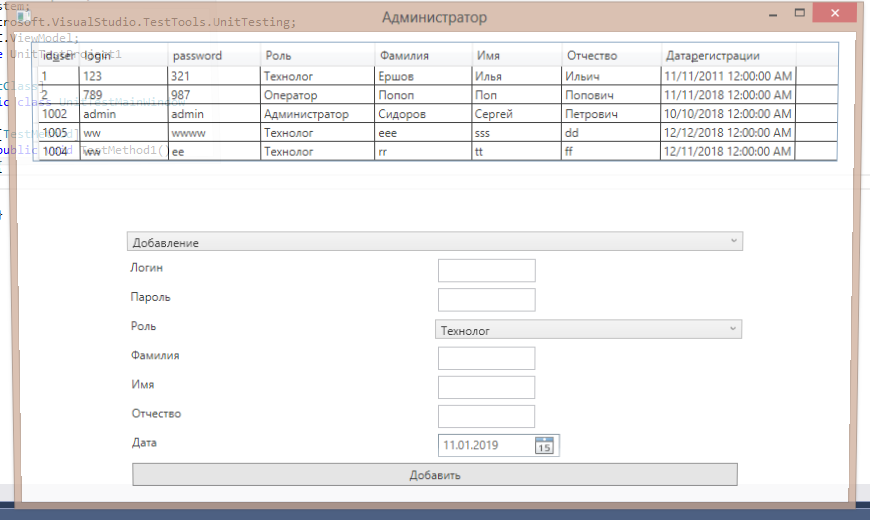 stem;
Администратор
crosoft.VisualStudio.TestTools.UnitTesting;
.ViewModel;
UnitTestProject1
iduser login password Роль Фамилия Имя Отчество Датарегистрации
1 123 321 Технолог Ершов Илья Ильич 11/11/2011 12:00:00 AM
2 789 987 Оператор Попоп Поп Попович 11/11/2018 12:00:00 AM
class UnitTestMainWindow
1002 admin admin Администратор Сидоров Сергей Петрович 10/10/2018 12:00:00 AM
1005 ww wwww Технолог eee sss dd 12/12/2018 12:00:00 AM
public TestMethod1()
1004 ww ee Технолог rr tt ff 12/11/2018 12:00:00 AM
}
Добавление
Логин
Пароль
Роль Технолог
Фамилия
Имя
Отчество
Дата 11.01.2019 15
Добавить